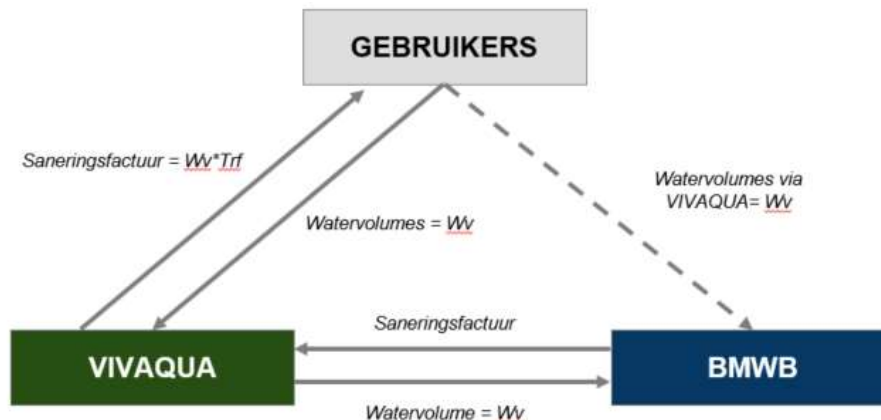 GEBRUIKERS
Saneringsfactuur = Wv*Trf
Watervolumes via
VIVAQUA= Wv
Watervolumes = Wv
Saneringsfactuur
VIVAQUA
BMWB
Watervolume = Wv